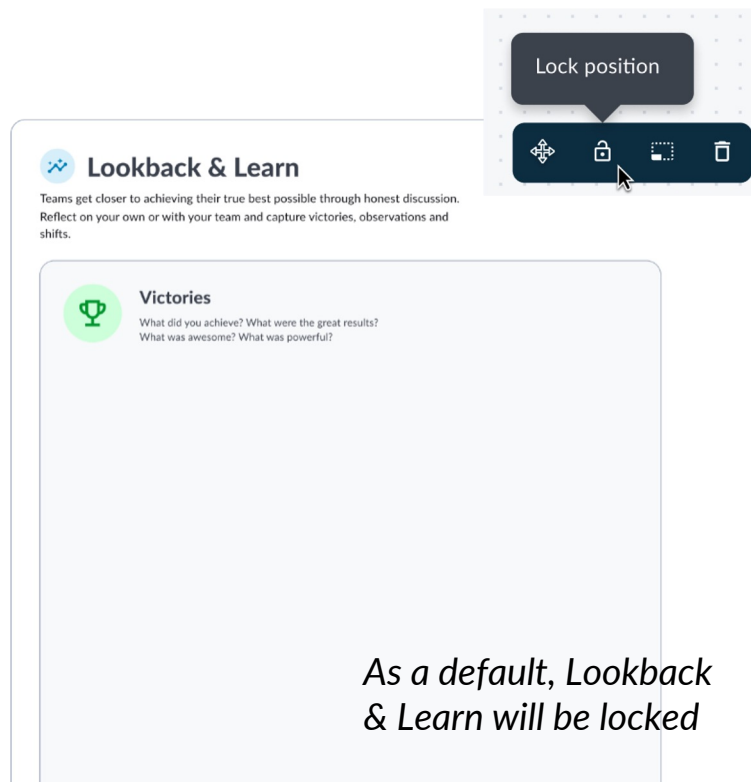 Lock position
Lookback & Learn
Teams get closer to achieving their true best possible through honest discussion.
Reflect on your own or with your team and capture victories, observations and
shifts.
Victories
What did you achieve? What were the great results?
What was awesome? What was powerful?
As a default, Lookback
& Learn will be locked